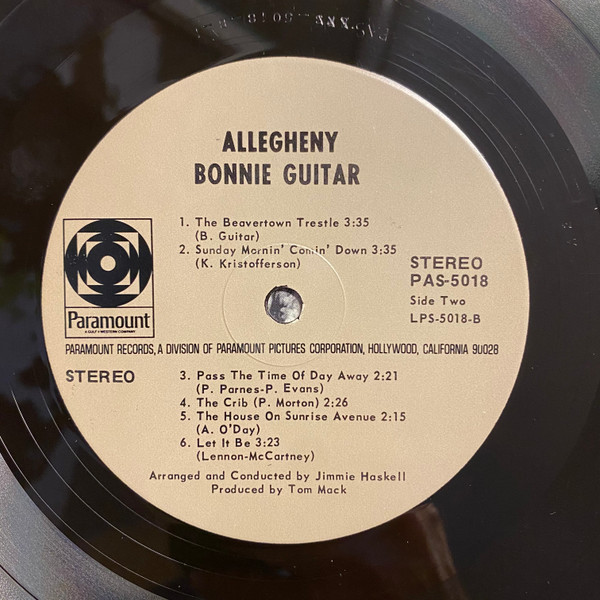 ALLEGHENY
BONNIE GUITAR
1. The Beavertown Trestle 3:35
(B. Guitar)
2. Sunday Mornin' Comin' Down 3:35
(K. Kristofferson)
STEREO
PAS-5018
Side Two
LPS-5018-B
Paramount
A GULF+WESTERN COMPANY
PARAMOUNT RECORDS, A DIVISION OF PARAMOUNT PICTURES CORPORATION, HOLLYWOOD, CALIFORNIA 90028
STEREO
3. Pass The Time Of Day Away 2:21
(P. Parnes-P. Evans)
4. The Crib (P. Morton) 2:26
5. The House On Sunrise Avenue 2:15
(A. O'Day)
6. Let It Be 3:23
(Lennon-McCartney)
Arranged and Conducted by Jimmie Haskell
Produced by Tom Mack